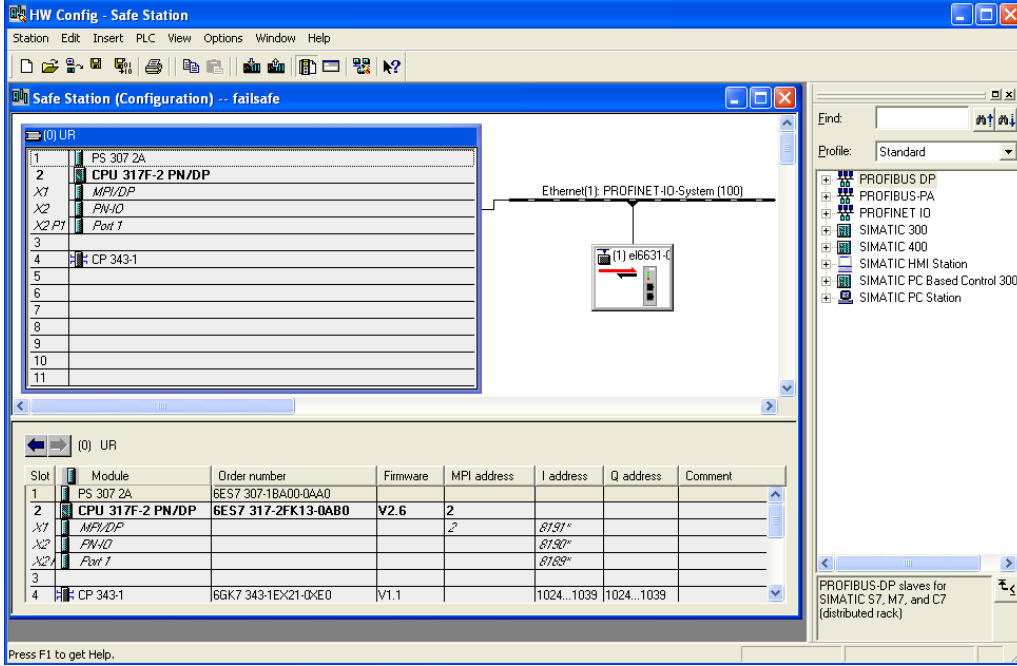 HW Config - Safe Station
Station Edit Insert PLC View Options Window Help
Safe Station (Configuration) -- failsafe
(0) UR
1 PS 307 2A
2 CPU 317F-2 PN/DP
X1 MPI/DP
X2 PN-IO
X2 P1 Port 1
3
4 CP 343-1
5
6
7
8
9
10
11
Ethernet(1): PROFINET-IO-System (100)
(1) el6631-0
(0) UR
Slot Module Order number Firmware MPI address I address Q address Comment
1 PS 307 2A 6ES7 307-1BA00-0AA0
2 CPU 317F-2 PN/DP 6ES7 317-2FK13-0AB0 V2.6 2
X1 MPI/DP 2 8191*
X2 PN-IO 8190*
X2 Port 1 8189*
3
4 CP 343-1 6GK7 343-1EX21-0XE0 V1.1 1024...1039 1024...1039
Find:
Profile: Standard
PROFIBUS DP
PROFIBUS-PA
PROFINET IO
SIMATIC 300
SIMATIC 400
SIMATIC HMI Station
SIMATIC PC Based Control 300
SIMATIC PC Station
PROFIBUS-DP slaves for
SIMATIC S7, M7, and C7
(distributed rack)
Press F1 to get Help.